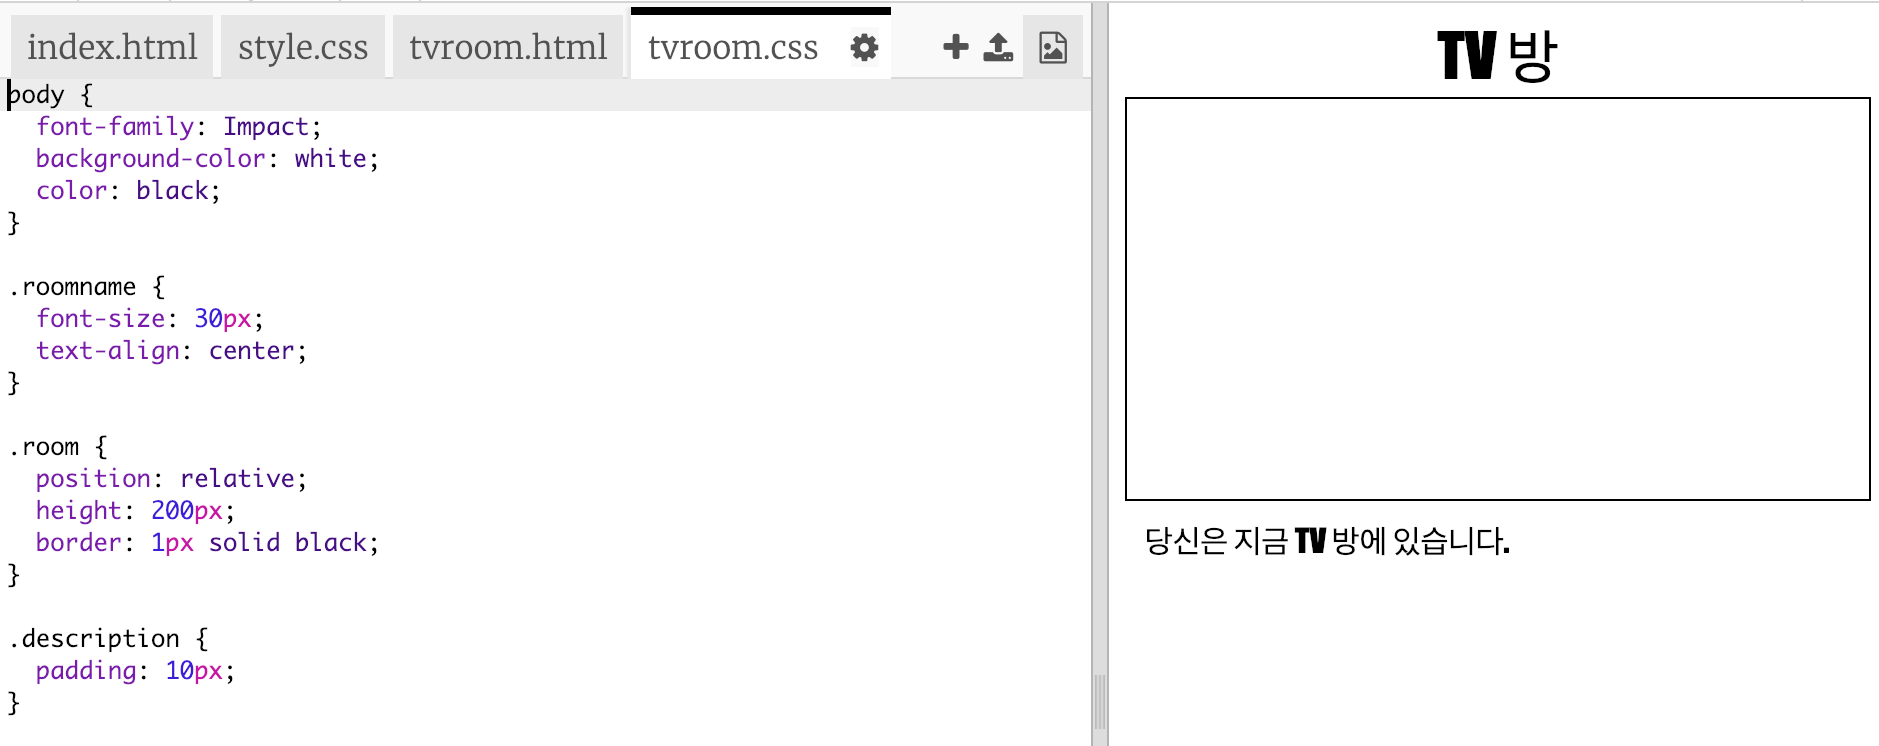 index.html style.css tvroom.html tvroom.css
body {
  font-family: Impact;
  background-color: white;
  color: black;
}
.roomname {
  font-size: 30px;
  text-align: center;
}
.room {
  position: relative;
  height: 200px;
  border: 1px solid black;
}
.description {
  padding: 10px;
}
TV 방
당신은 지금 TV 방에 있습니다.